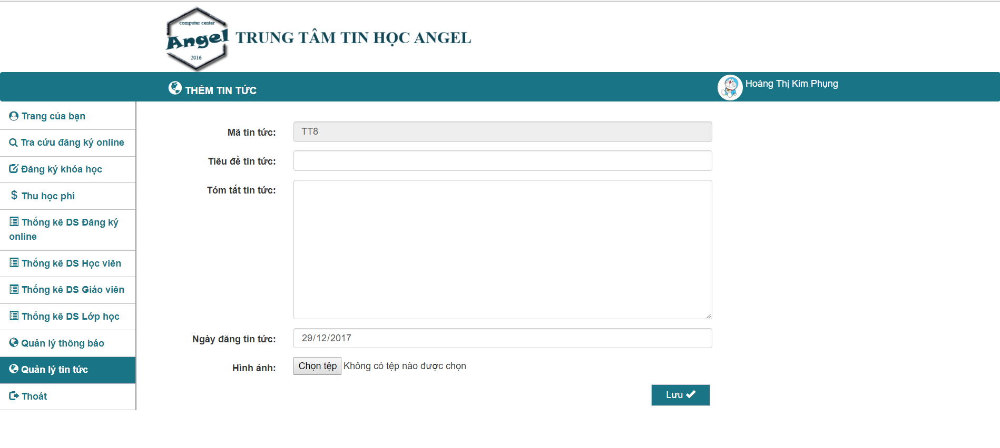 computer center
Angel
2016
TRUNG TÂM TIN HỌC ANGEL
THÊM TIN TỨC
Hoàng Thị Kim Phụng
Trang của bạn
Tra cứu đăng ký online
Đăng ký khóa học
$ Thu học phí
Thống kê DS Đăng ký
online
Thống kê DS Học viên
Thống kê DS Giáo viên
Thống kê DS Lớp học
Quản lý thông báo
Quản lý tin tức
Thoát
Mã tin tức: TT8
Tiêu đề tin tức:
Tóm tắt tin tức:
Ngày đăng tin tức: 29/12/2017
Hình ảnh: Chọn tệp Không có tệp nào được chọn
Lưu